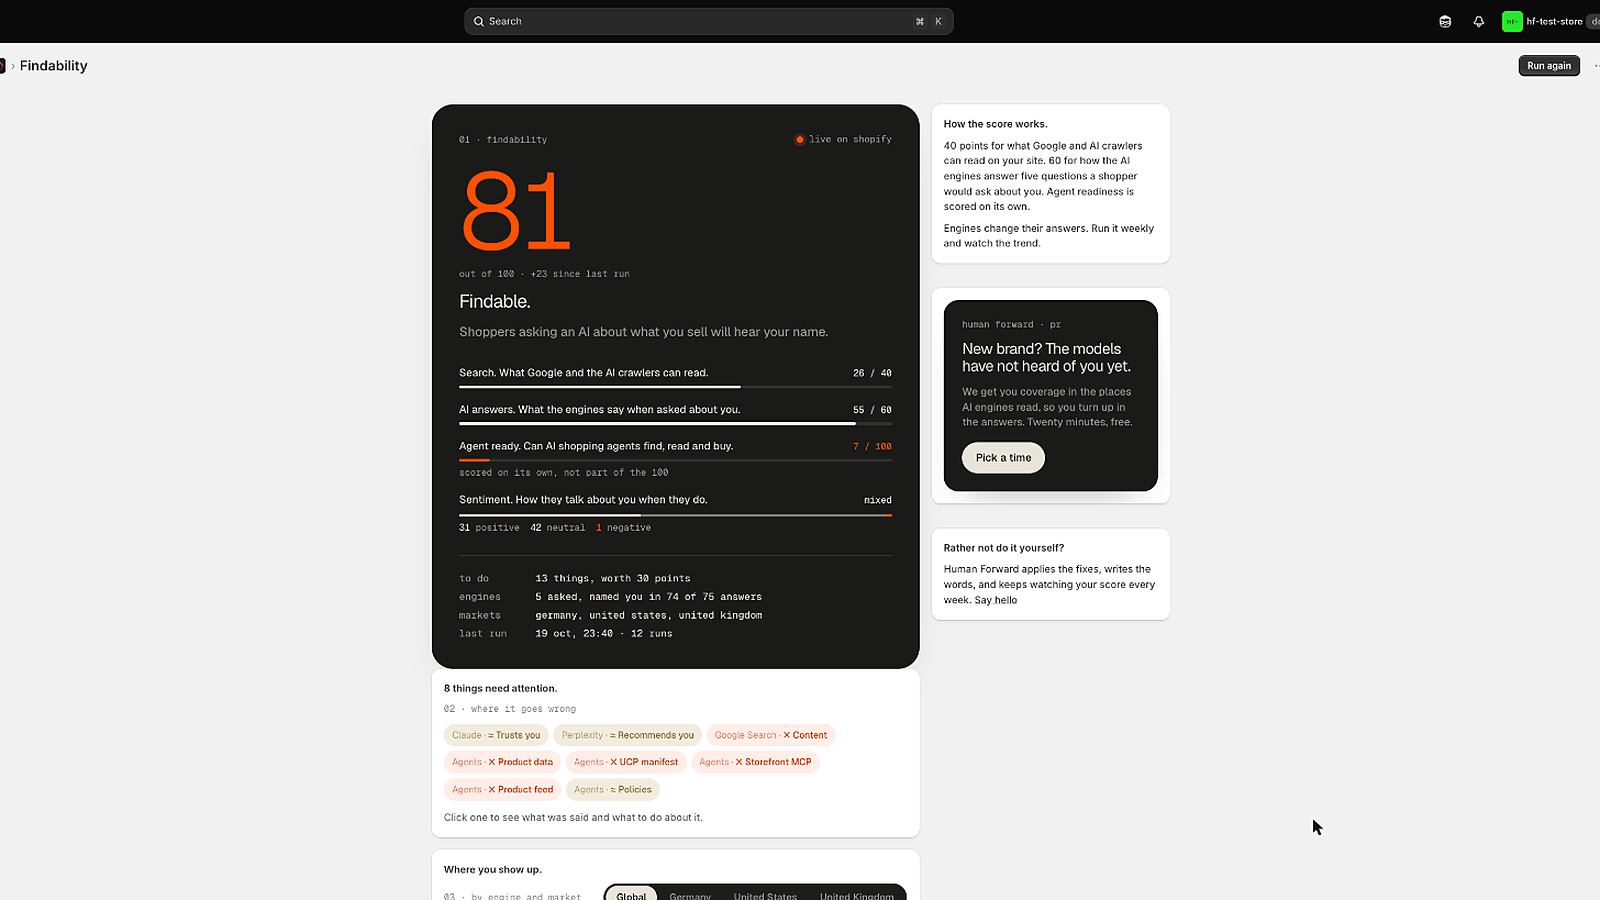 Search
⌘ K
hf-test-store
› Findability
Run again
01 · findability
live on shopify
81
out of 100 · +23 since last run
Findable.
Shoppers asking an AI about what you sell will hear your name.
Search. What Google and the AI crawlers can read.
26 / 40
AI answers. What the engines say when asked about you.
55 / 60
Agent ready. Can AI shopping agents find, read and buy.
7 / 100
scored on its own, not part of the 100
Sentiment. How they talk about you when they do.
mixed
31 positive 42 neutral 1 negative
to do 13 things, worth 30 points
engines 5 asked, named you in 74 of 75 answers
markets germany, united states, united kingdom
last run 19 oct, 23:40 · 12 runs
8 things need attention.
02 · where it goes wrong
Claude · ≈ Trusts you
Perplexity · ≈ Recommends you
Google Search · ✕ Content
Agents · ✕ Product data
Agents · ✕ UCP manifest
Agents · ✕ Storefront MCP
Agents · ✕ Product feed
Agents · ≈ Policies
Click one to see what was said and what to do about it.
Where you show up.
03 · by engine and market
Global Germany United States United Kingdom
How the score works.
40 points for what Google and AI crawlers
can read on your site. 60 for how the AI
engines answer five questions a shopper
would ask about you. Agent readiness is
scored on its own.
Engines change their answers. Run it weekly
and watch the trend.
human forward · pr
New brand? The models
have not heard of you yet.
We get you coverage in the places
AI engines read, so you turn up in
the answers. Twenty minutes, free.
Pick a time
Rather not do it yourself?
Human Forward applies the fixes, writes the
words, and keeps watching your score every
week. Say hello